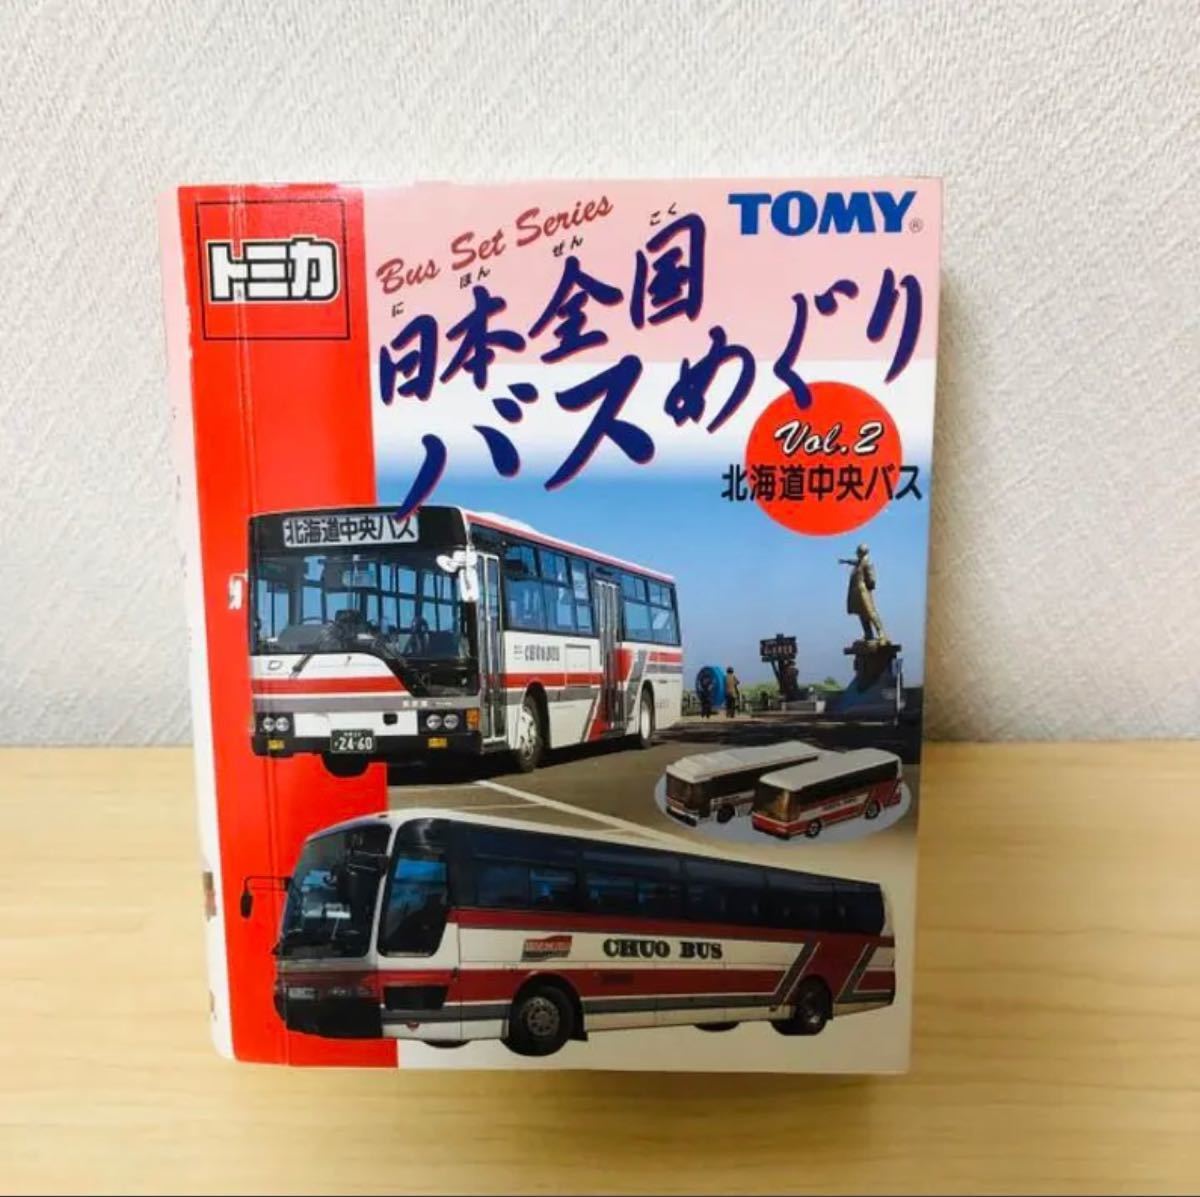 トミカ
Bus Set Series
TOMY®
に ほん ぜん こく
日本全国
バスめぐり
Vol.2
北海道中央バス
北海道中央バス
2460
CHUO BUS